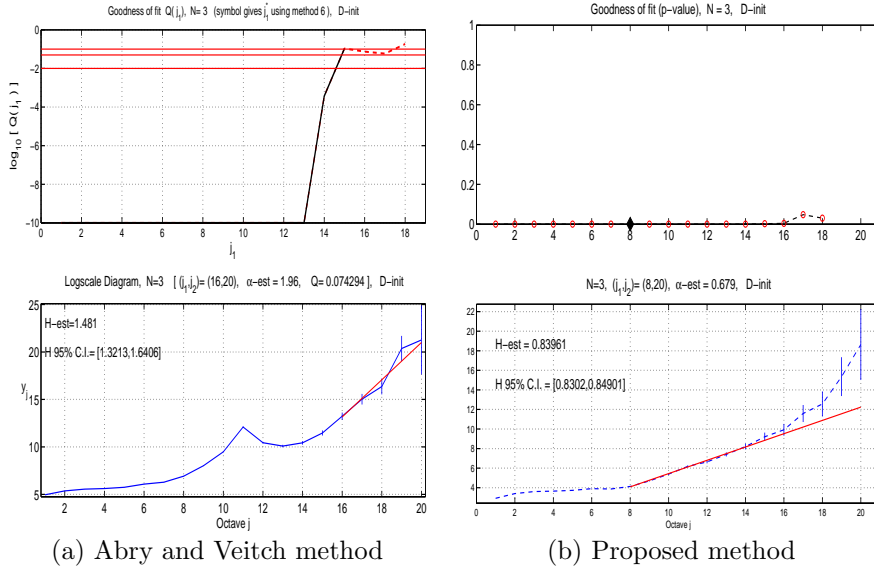 Goodness of fit Q( j1), N= 3 (symbol gives j1* using method 6 ), D-init
0
-2
-4
-6
-8
-10
log10 [ Q( j1 ) ]
0 2 4 6 8 10 12 14 16 18
j1
Goodness of fit (p-value), N = 3, D-init
1
0.8
0.6
0.4
0.2
0
0 2 4 6 8 10 12 14 16 18 20
Logscale Diagram, N=3 [ (j1,j2)= (16,20), α-est = 1.96, Q= 0.074294 ], D-init
25
20
15
10
5
yj
H-est=1.481
H 95% C.I.= [1.3213,1.6406]
2 4 6 8 10 12 14 16 18 20
Octave j
N=3, (j1,j2)= (8,20), α-est = 0.679, D-init
22
20
18
16
14
12
10
8
6
4
H-est = 0.83961
H 95% C.I. = [0.8302,0.84901]
2 4 6 8 10 12 14 16 18 20
Octave j
(a) Abry and Veitch method
(b) Proposed method